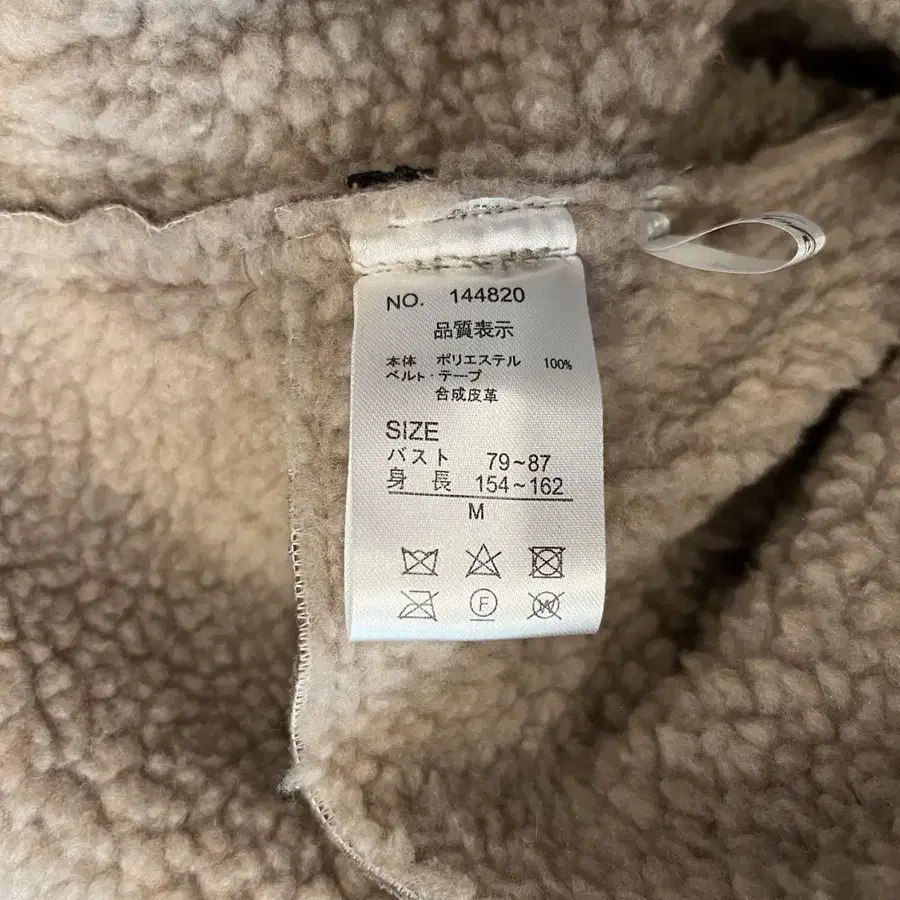 NO. 144820
品質表示
本体 ポリエステル 100%
ベルト・テープ
合成皮革
SIZE
バスト 79~87
身長 154~162
M
F
W